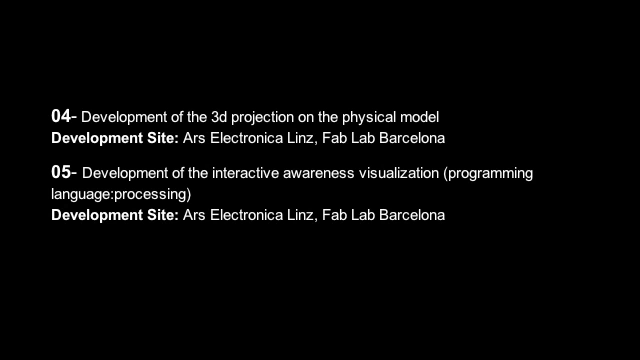 04- Development of the 3d projection on the physical model
Development Site: Ars Electronica Linz, Fab Lab Barcelona
05- Development of the interactive awareness visualization (programming
language:processing)
Development Site: Ars Electronica Linz, Fab Lab Barcelona